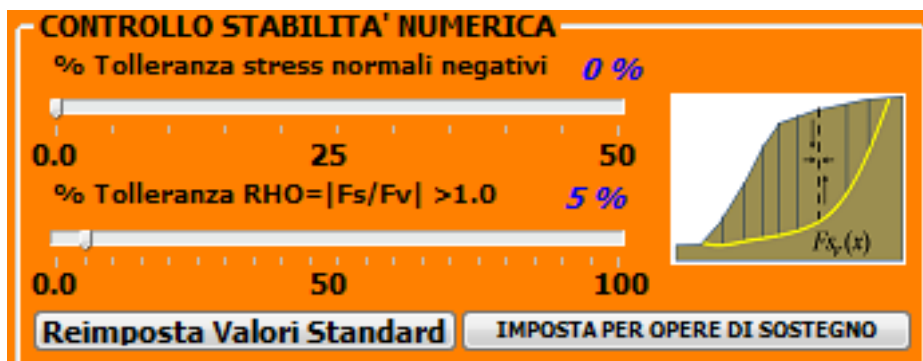 CONTROLLO STABILITA' NUMERICA
% Tolleranza stress normali negativi 0 %
0.0 25 50
% Tolleranza RHO=|Fs/Fv| >1.0 5 %
Fs_v(x)
0.0 50 100
Reimposta Valori Standard IMPOSTA PER OPERE DI SOSTEGNO